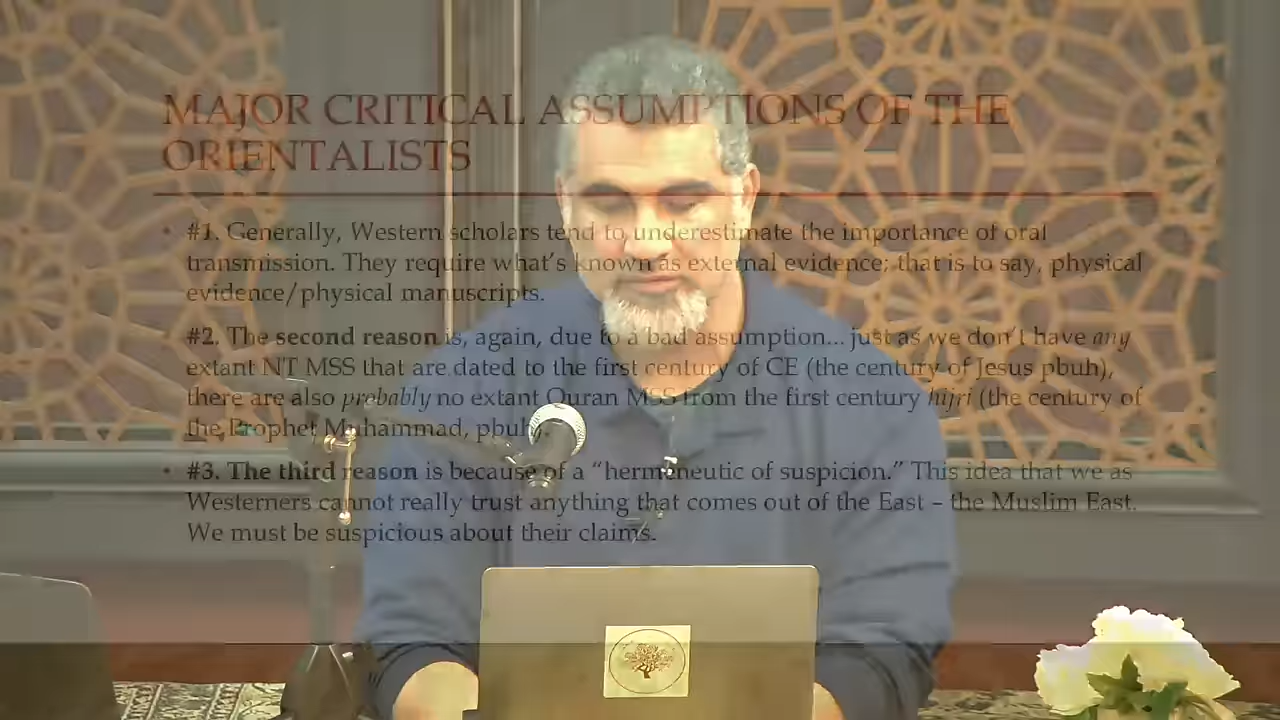 MAJOR CRITICAL ASSUMPTIONS OF THE
ORIENTALISTS
• #1. Generally, Western scholars tend to underestimate the importance of oral
transmission. They require what's known as external evidence; that is to say, physical
evidence/physical manuscripts.
• #2. The second reason is, again, due to a bad assumption... just as we don't have any
extant NT MSS that are dated to the first century of CE (the century of Jesus pbuh),
there are also probably no extant Quran MSS from the first century hijri (the century of
the Prophet Muhammad, pbuh).
• #3. The third reason is because of a “hermeneutic of suspicion.” This idea that we as
Westerners cannot really trust anything that comes out of the East – the Muslim East.
We must be suspicious about their claims.